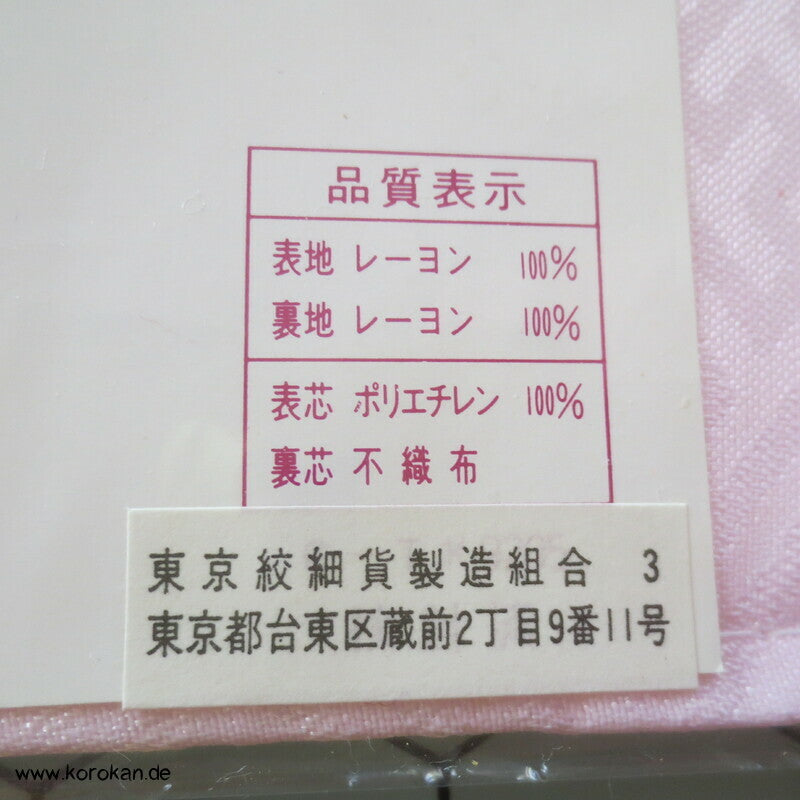 品質表示
表地 レーヨン 100%
裏地 レーヨン 100%
表芯 ポリエチレン 100%
裏芯 不織布
東京絞細貨製造組合 3
東京都台東区蔵前2丁目9番11号
www.korokan.de